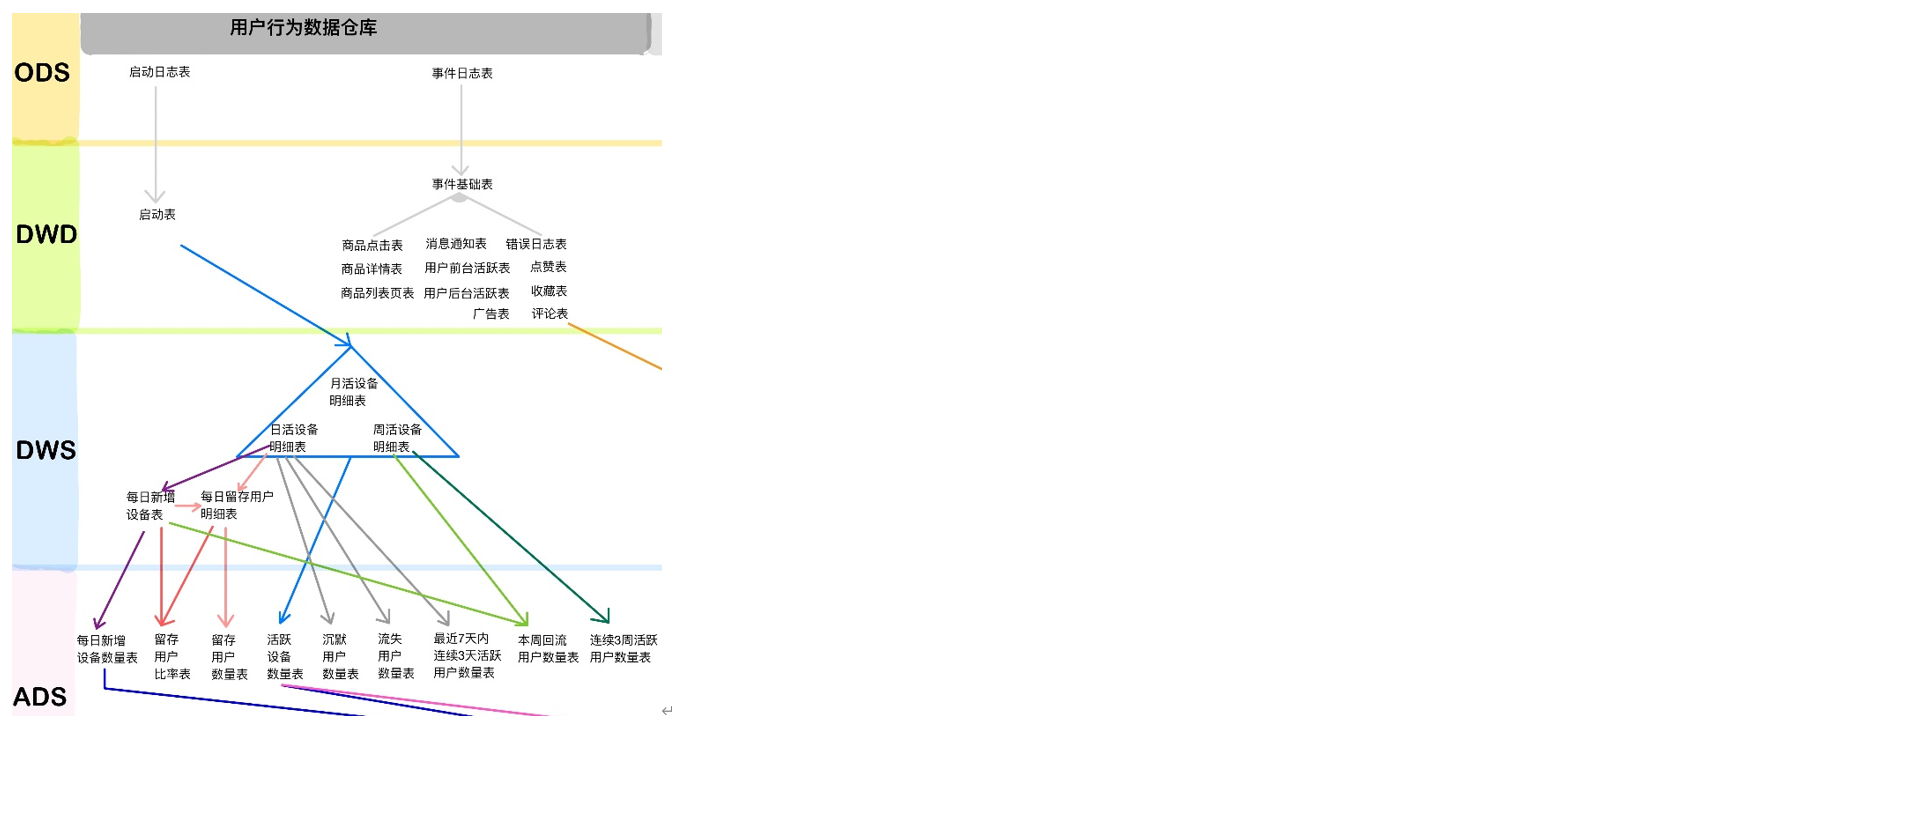 用户行为数据仓库
ODS
启动日志表
事件日志表
事件基础表
启动表
DWD
商品点击表
消息通知表
错误日志表
商品详情表
用户前台活跃表
点赞表
商品列表页表
用户后台活跃表
收藏表
广告表
评论表
月活设备
明细表
日活设备
明细表
周活设备
明细表
DWS
每日新增
设备表
每日留存用户
明细表
每日新增
设备数量表
留存
用户
比率表
留存
用户
数量表
活跃
设备
数量表
沉默
用户
数量表
流失
用户
数量表
最近7天内
连续3天活跃
用户数量表
本周回流
用户数量表
连续3周活跃
用户数量表
ADS